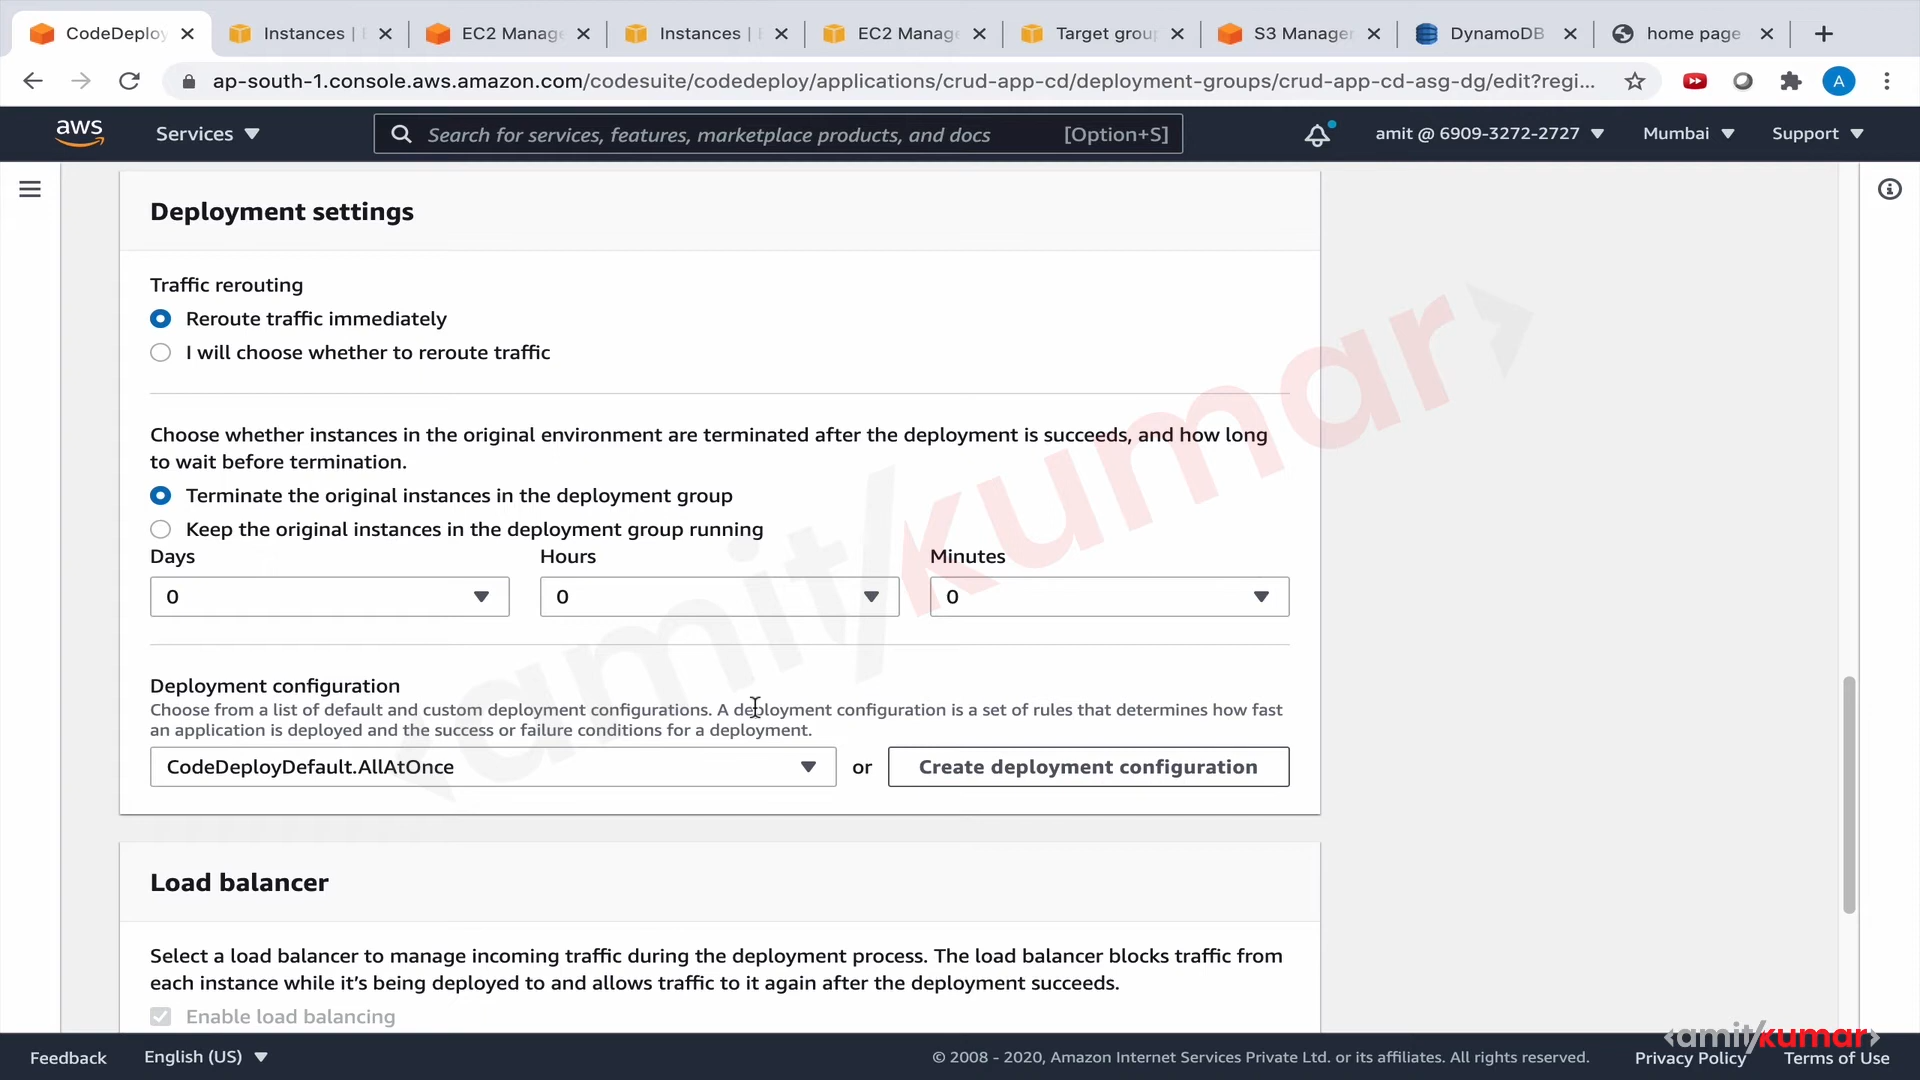 CodeDeploy
Instances | E
EC2 Manage
Instances | E
EC2 Manage
Target group
S3 Manager
DynamoDB
home page
ap-south-1.console.aws.amazon.com/codesuite/codedeploy/applications/crud-app-cd/deployment-groups/crud-app-cd-asg-dg/edit?regi...
A
aws
Services
Search for services, features, marketplace products, and docs
[Option+S]
amit @ 6909-3272-2727
Mumbai
Support
Deployment settings
Traffic rerouting
Reroute traffic immediately
I will choose whether to reroute traffic
Choose whether instances in the original environment are terminated after the deployment is succeeds, and how long
to wait before termination.
Terminate the original instances in the deployment group
Keep the original instances in the deployment group running
Days
Hours
Minutes
0
0
0
Deployment configuration
Choose from a list of default and custom deployment configurations. A deployment configuration is a set of rules that determines how fast
an application is deployed and the success or failure conditions for a deployment.
CodeDeployDefault.AllAtOnce
or
Create deployment configuration
Load balancer
Select a load balancer to manage incoming traffic during the deployment process. The load balancer blocks traffic from
each instance while it's being deployed to and allows traffic to it again after the deployment succeeds.
Enable load balancing
<amit/kumar>
<amit/kumar>
Feedback
English (US)
© 2008 - 2020, Amazon Internet Services Private Ltd. or its affiliates. All rights reserved.
Privacy Policy
Terms of Use